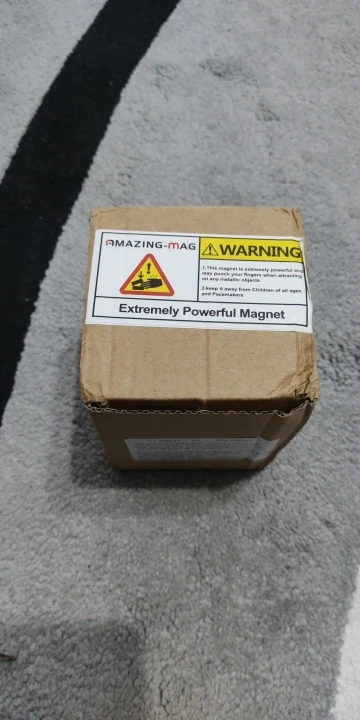 AMAZING-MAG
WARNING
1.This magnet is extremely powerful and
may punch your fingers when attracting
on any metallic objects
2.keep it away from Children of all ages
and Pacemakers
Extremely Powerful Magnet